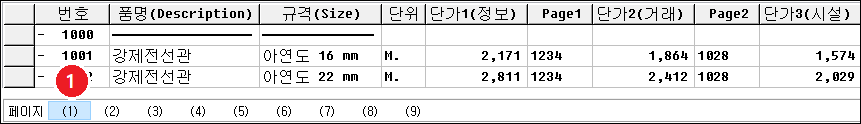 번호 품명(Description) 규격(Size) 단위 단가1(정보) Page1 단가2(거래) Page2 단가3(시설)
- 1000
- 1001 강제전선관 아연도 16 mm M. 2,171 1234 1,864 1028 1,574
- 2 강제전선관 아연도 22 mm M. 2,811 1234 2,412 1028 2,029
1
페이지 (1) (2) (3) (4) (5) (6) (7) (8) (9)